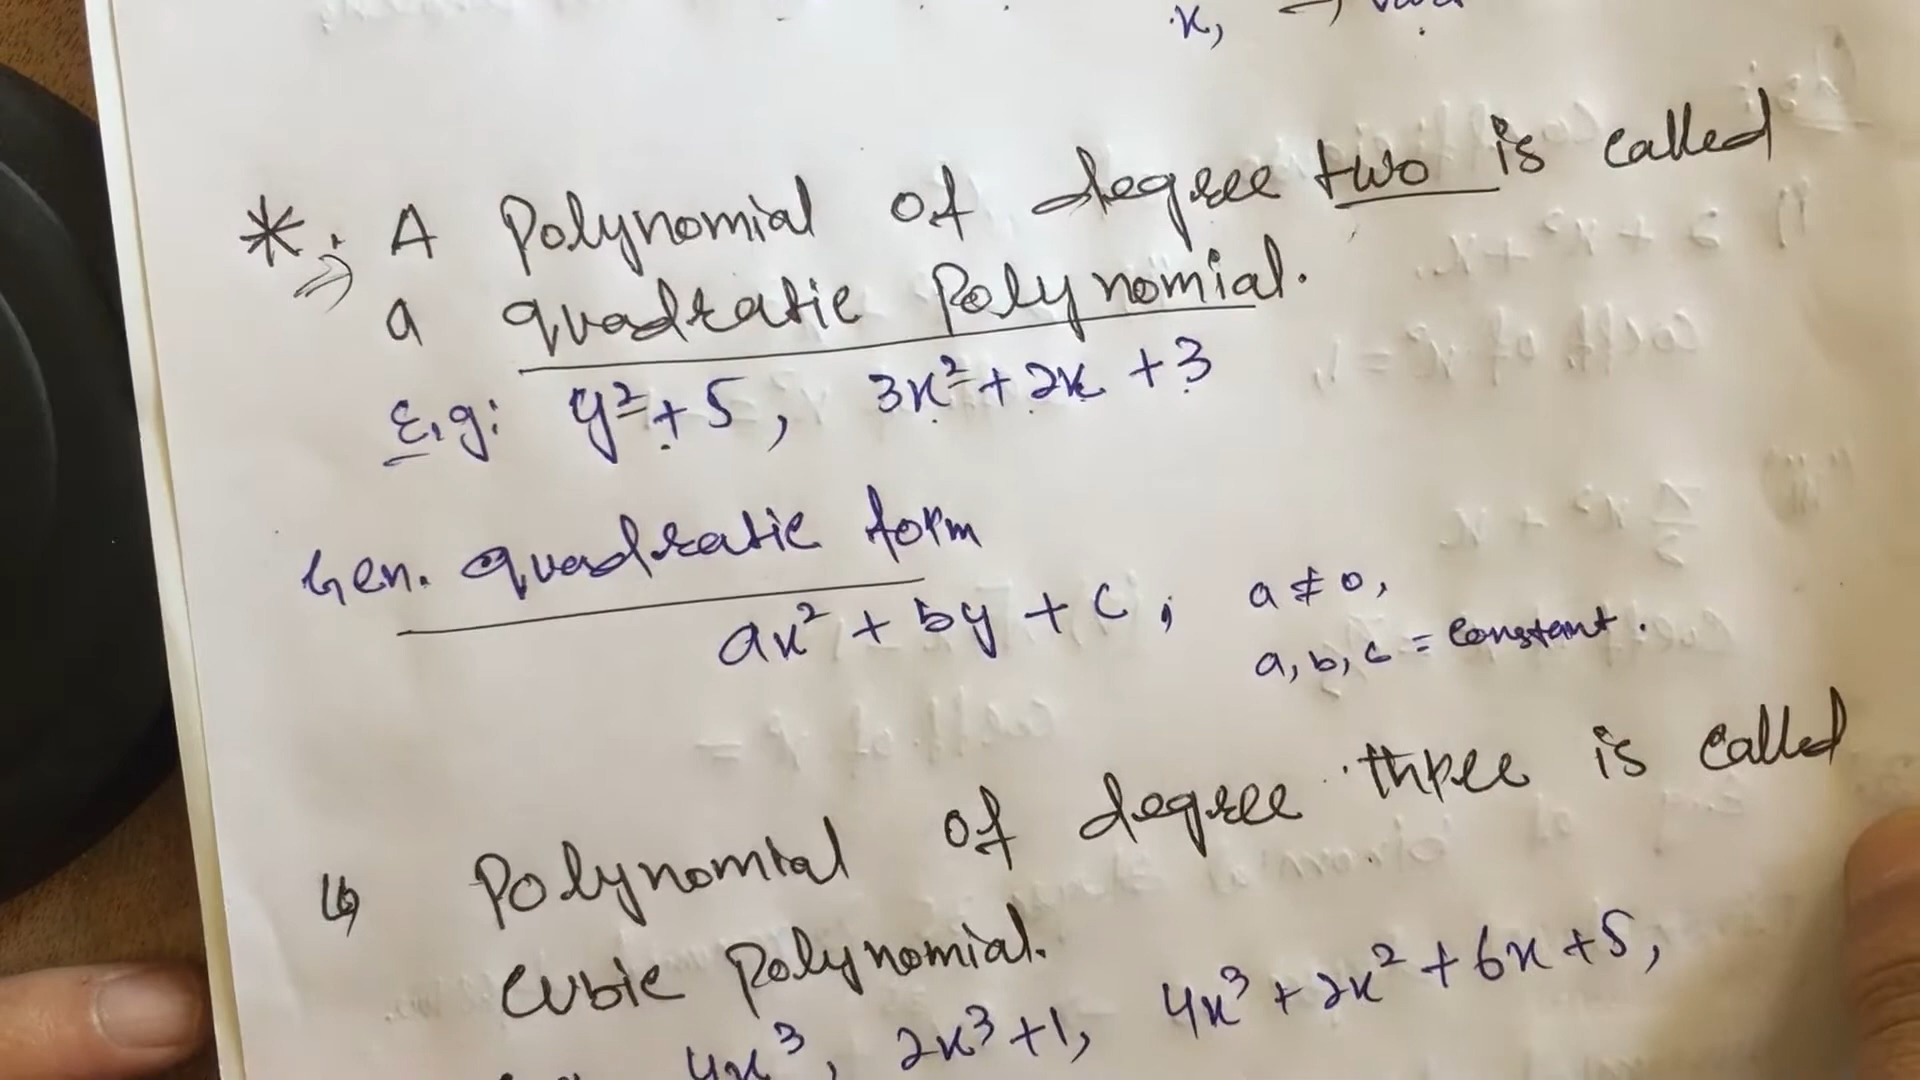 x,
* A Polynomial of degree two is called
⇒ a quadratic Polynomial.
E.g: y²+5, 3x²+2x+3
Gen. quadratic form
ax² + by + c, a≠0,
a, b, c = Constant.
Polynomial of degree three is called
cubic Polynomial.
4x³, 2x³+1, 4x³+2x²+6x+5,